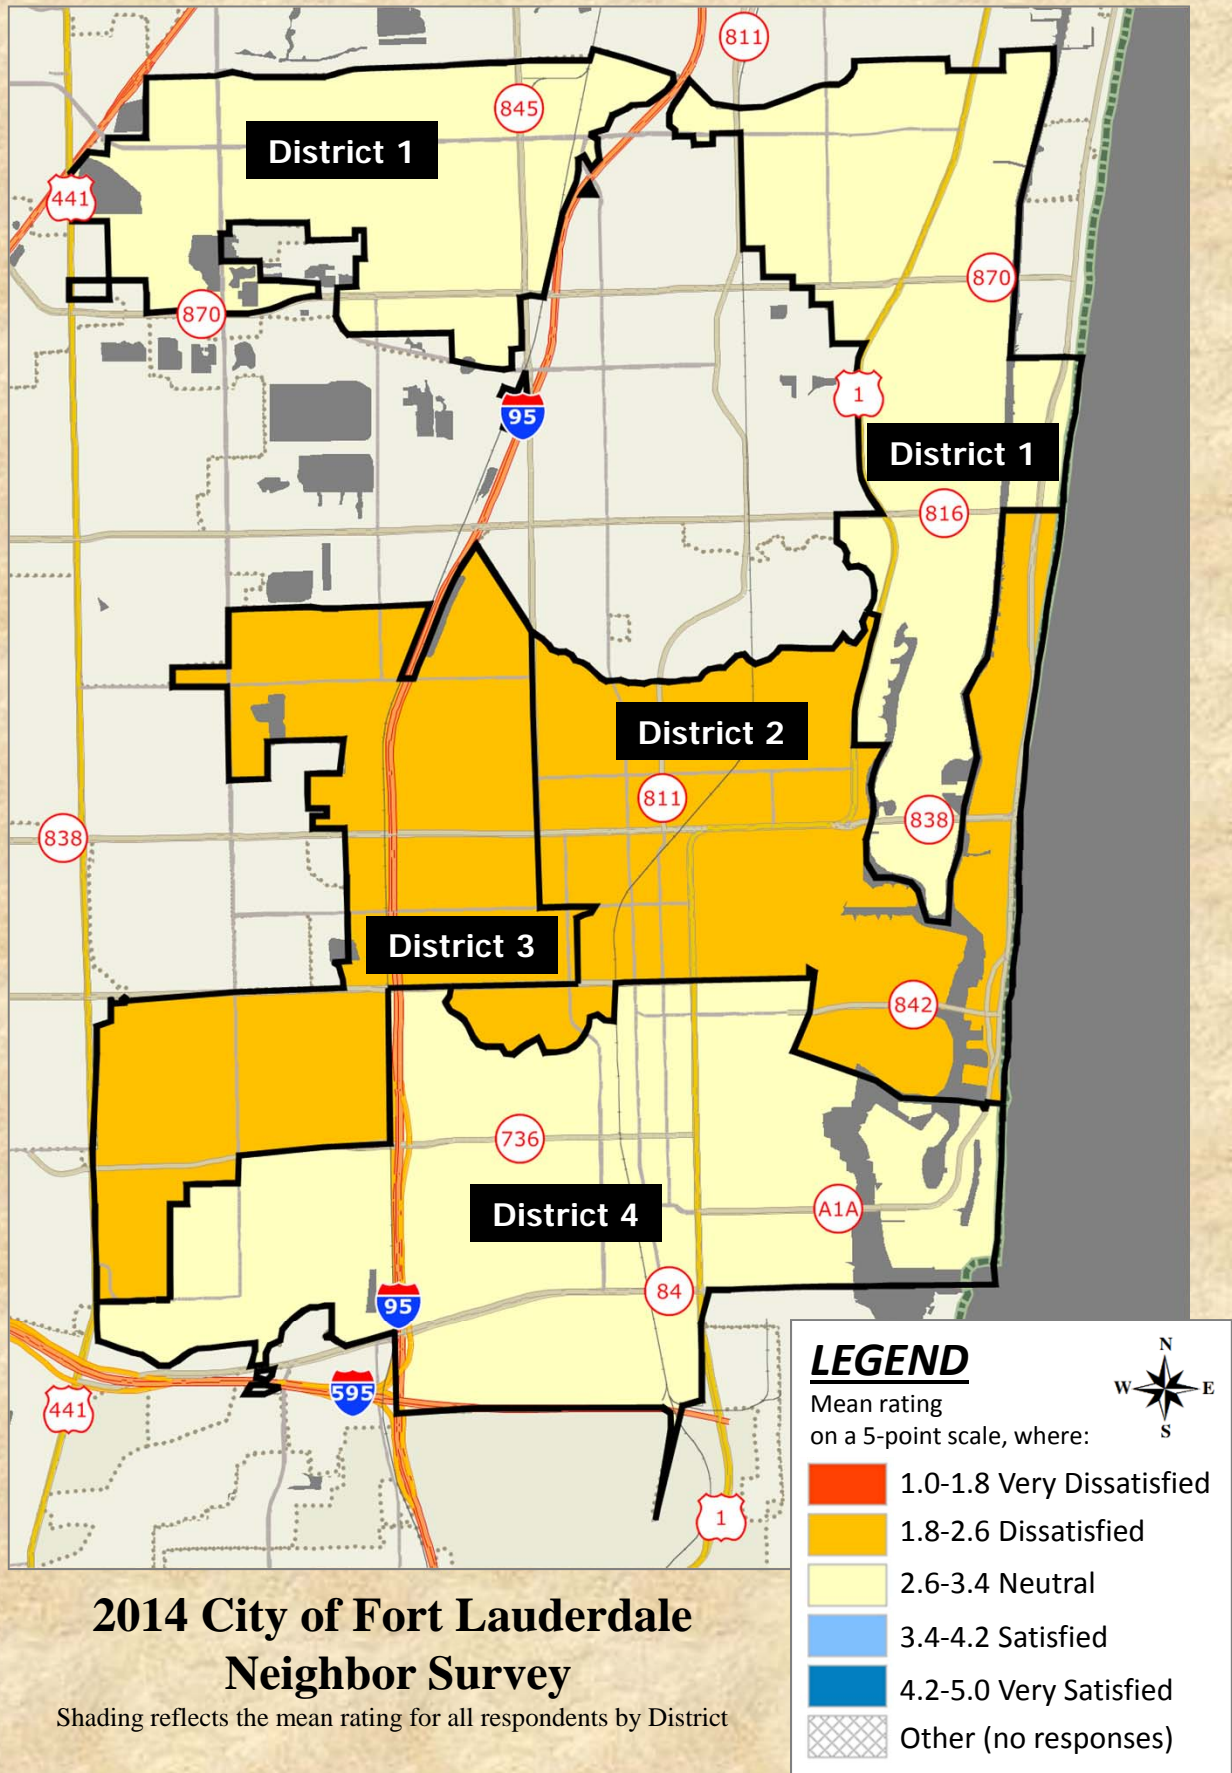 811
845
District 1
441
870
870
95
1
District 1
816
District 2
811
838
838
District 3
842
736
District 4
A1A
84
95
595
441
1
LEGEND
Mean rating
on a 5-point scale, where:
N
W E
S
1.0-1.8 Very Dissatisfied
1.8-2.6 Dissatisfied
2.6-3.4 Neutral
3.4-4.2 Satisfied
4.2-5.0 Very Satisfied
Other (no responses)
2014 City of Fort Lauderdale
Neighbor Survey
Shading reflects the mean rating for all respondents by District